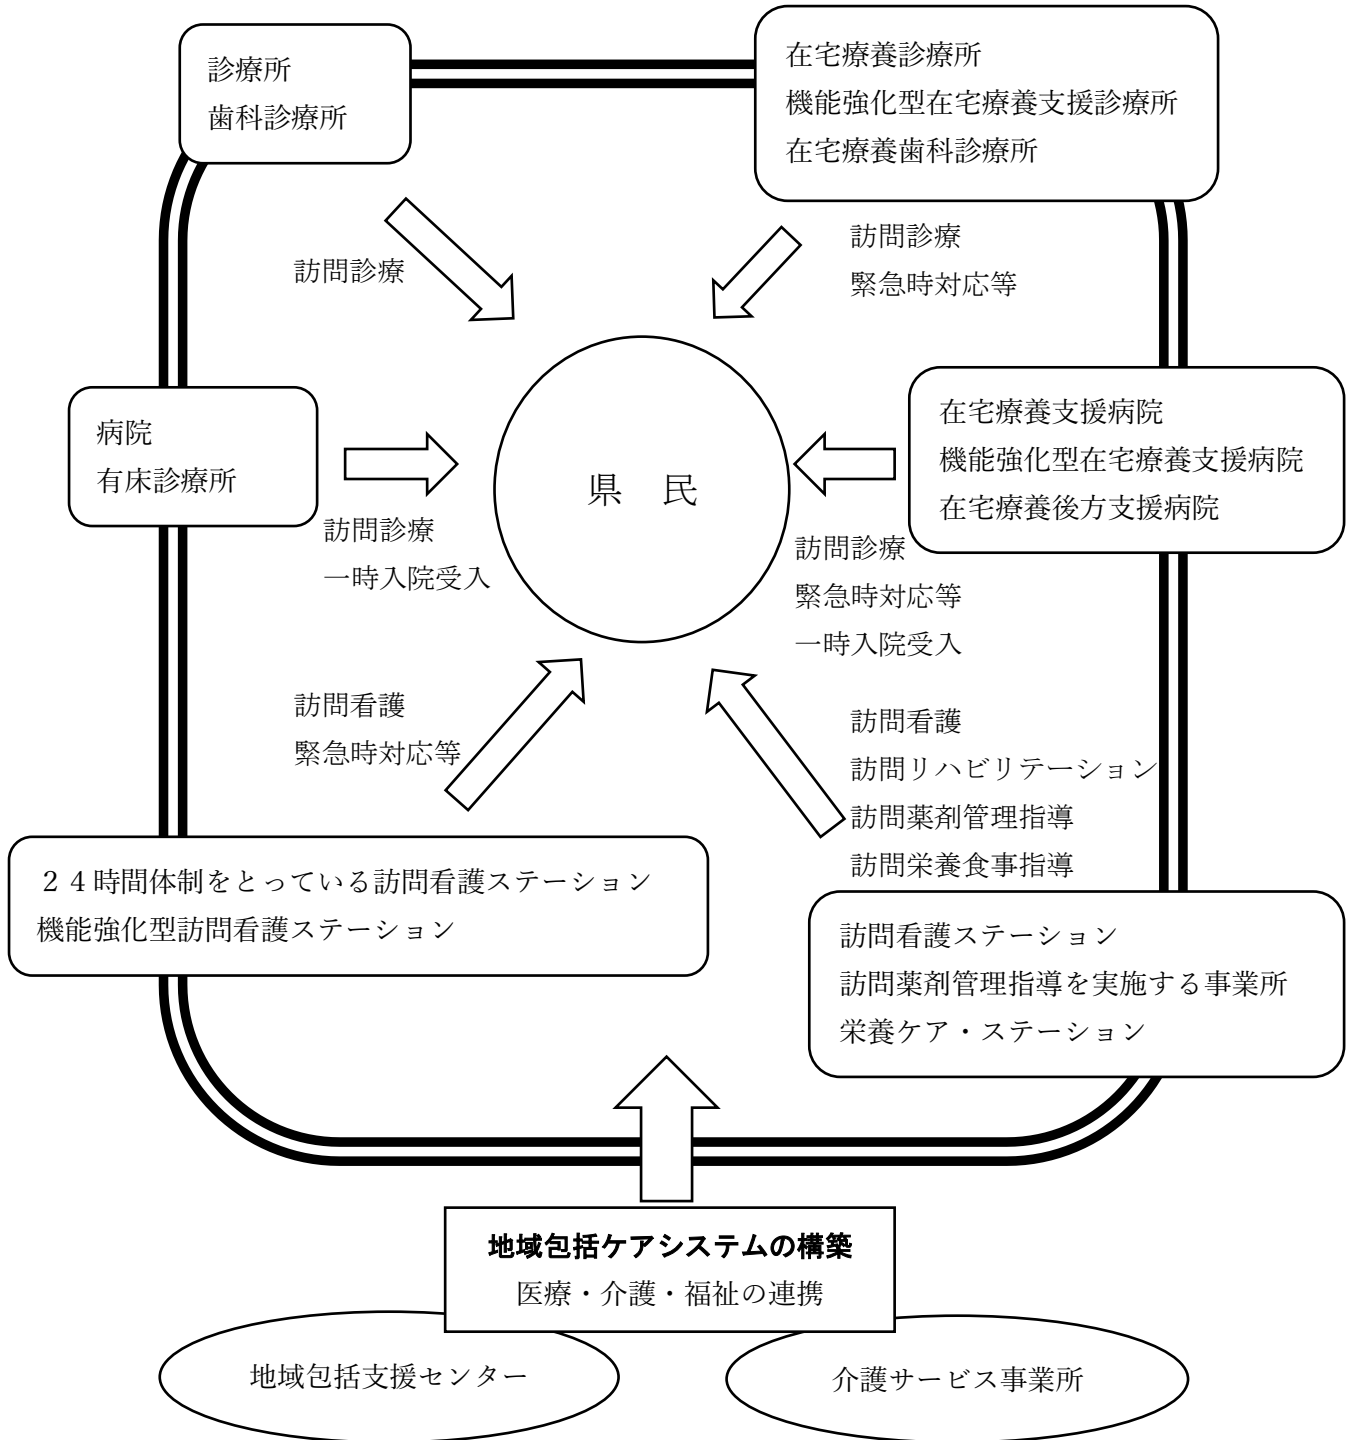 診療所
歯科診療所
在宅療養診療所
機能強化型在宅療養支援診療所
在宅療養歯科診療所
訪問診療
訪問診療
緊急時対応等
病院
有床診療所
県　民
在宅療養支援病院
機能強化型在宅療養支援病院
在宅療養後方支援病院
訪問診療
一時入院受入
訪問診療
緊急時対応等
一時入院受入
訪問看護
緊急時対応等
訪問看護
訪問リハビリテーション
訪問薬剤管理指導
訪問栄養食事指導
２４時間体制をとっている訪問看護ステーション
機能強化型訪問看護ステーション
訪問看護ステーション
訪問薬剤管理指導を実施する事業所
栄養ケア・ステーション
地域包括ケアシステムの構築
医療・介護・福祉の連携
地域包括支援センター
介護サービス事業所